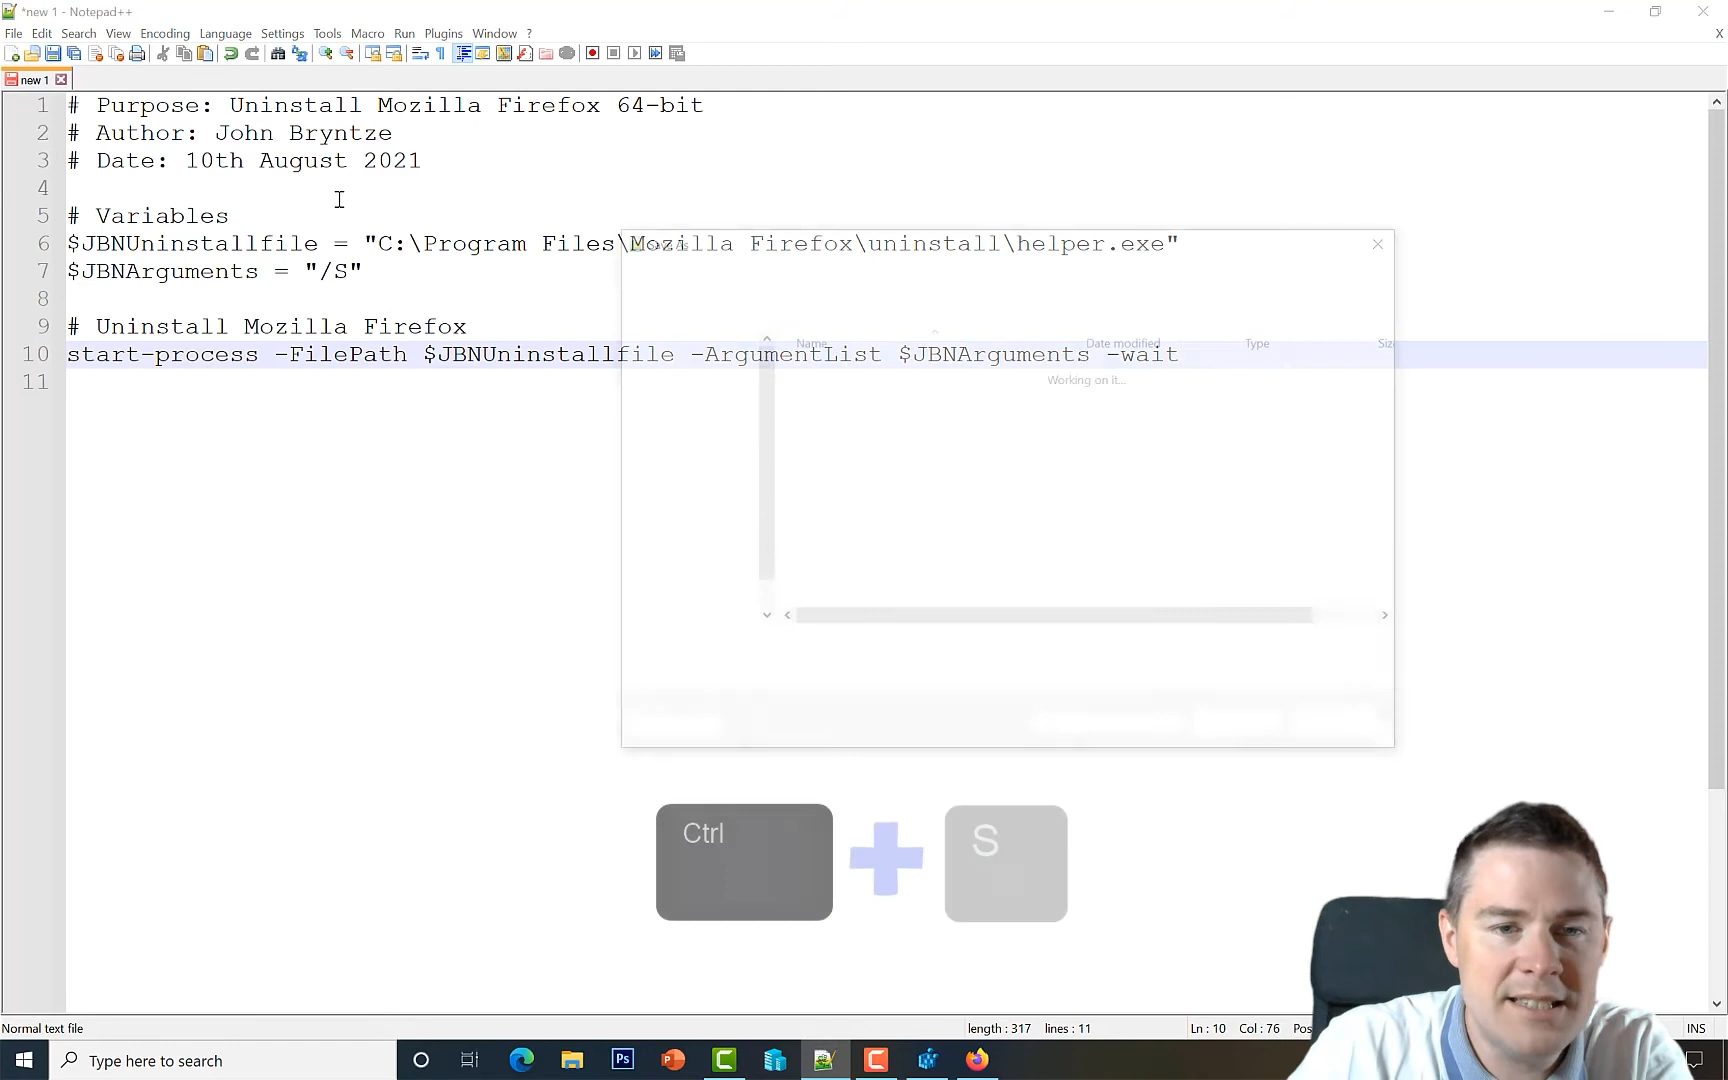 *new 1 - Notepad++
File Edit Search View Encoding Language Settings Tools Macro Run Plugins Window ? X
new 1
1 # Purpose: Uninstall Mozilla Firefox 64-bit
2 # Author: John Bryntze
3 # Date: 10th August 2021
4
5 # Variables
6 $JBNUninstallfile = "C:\Program Files\Mozilla Firefox\uninstall\helper.exe"
7 $JBNArguments = "/S"
8
9 # Uninstall Mozilla Firefox
Name Date modified Type Siz
10 start-process -FilePath $JBNUninstallfile -ArgumentList $JBNArguments -wait
11
Working on it...
Ctrl + S
Normal text file length : 317 lines : 11 Ln : 10 Col : 76 Pos INS
Type here to search Ps